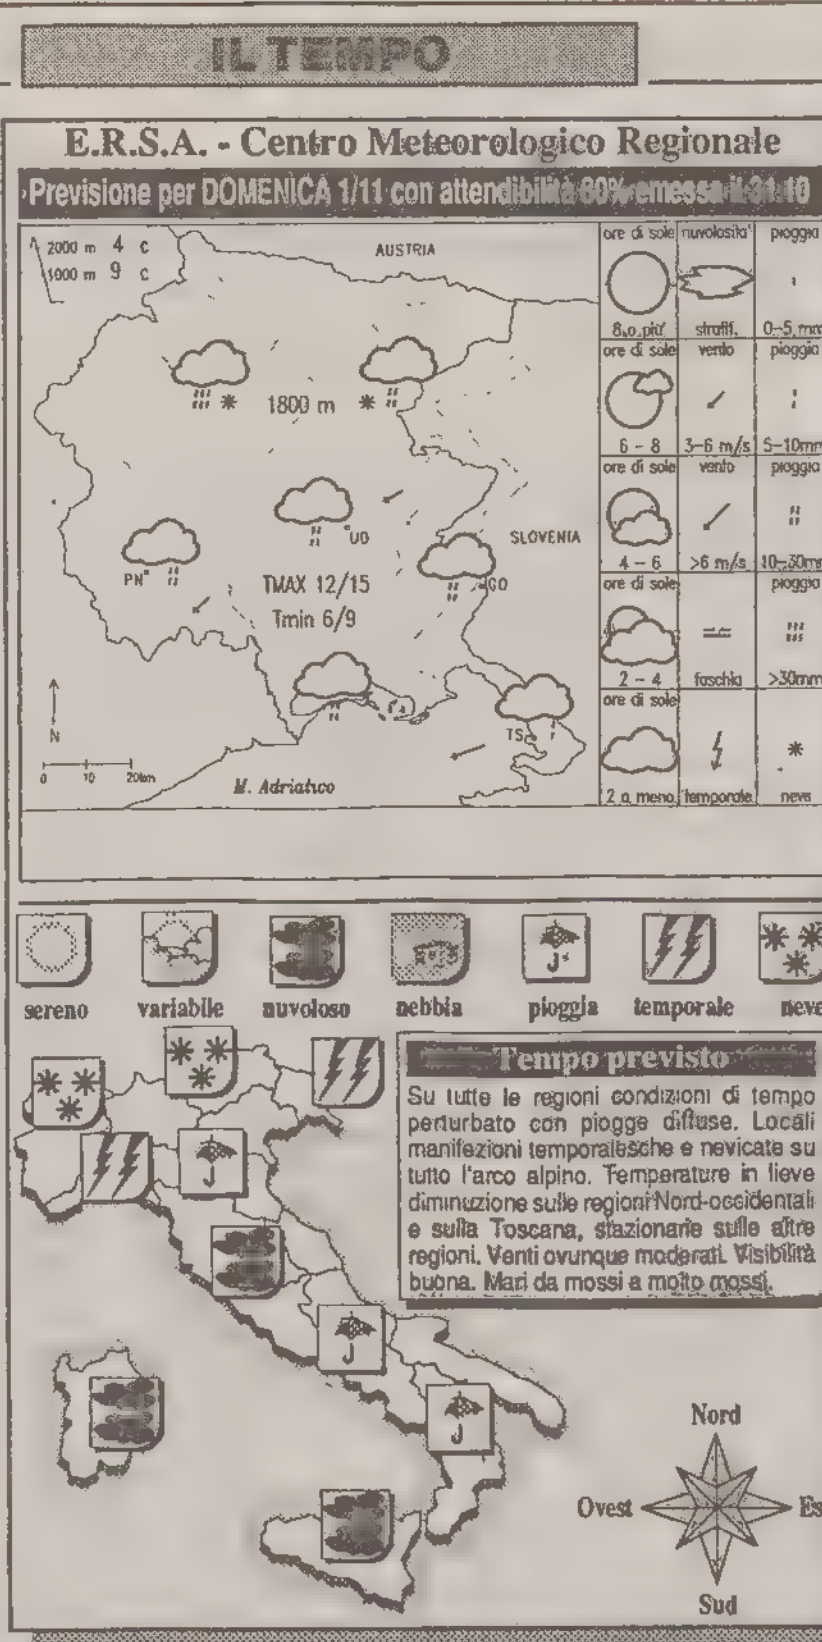 IL TEMPO
E.R.S.A. - Centro Meteorologico Regionale
Previsione per DOMENICA 1/11 con attendibilità 80% emessa il 31.10
2000 m 4 c
1000 m 9 c
AUSTRIA
1800 m
UD
SLOVENIA
PN
GO
TMAX 12/15
Tmin 6/9
N
TS
0 10 20km
M. Adriatico
ore di sole nuvolosita' pioggia
8 o piu' stratif. 0-5 mm
ore di sole vento pioggia
6 - 8 3-6 m/s 5-10mm
ore di sole vento pioggia
4 - 6 >6 m/s 10-30mm
ore di sole pioggia
2 - 4 foschia >30mm
ore di sole
2 o meno temporale neve
sereno variabile nuvoloso nebbia pioggia temporale neve
Tempo previsto
Su tutte le regioni condizioni di tempo
perturbato con piogge diffuse. Locali
manifezioni temporalesche e nevicate su
tutto l'arco alpino. Temperature in lieve
diminuzione sulle regioni Nord-occidentali
e sulla Toscana, stazionarie sulle altre
regioni. Venti ovunque moderati. Visibilità
buona. Mari da mossi a molto mossi.
Nord
Ovest Es
Sud